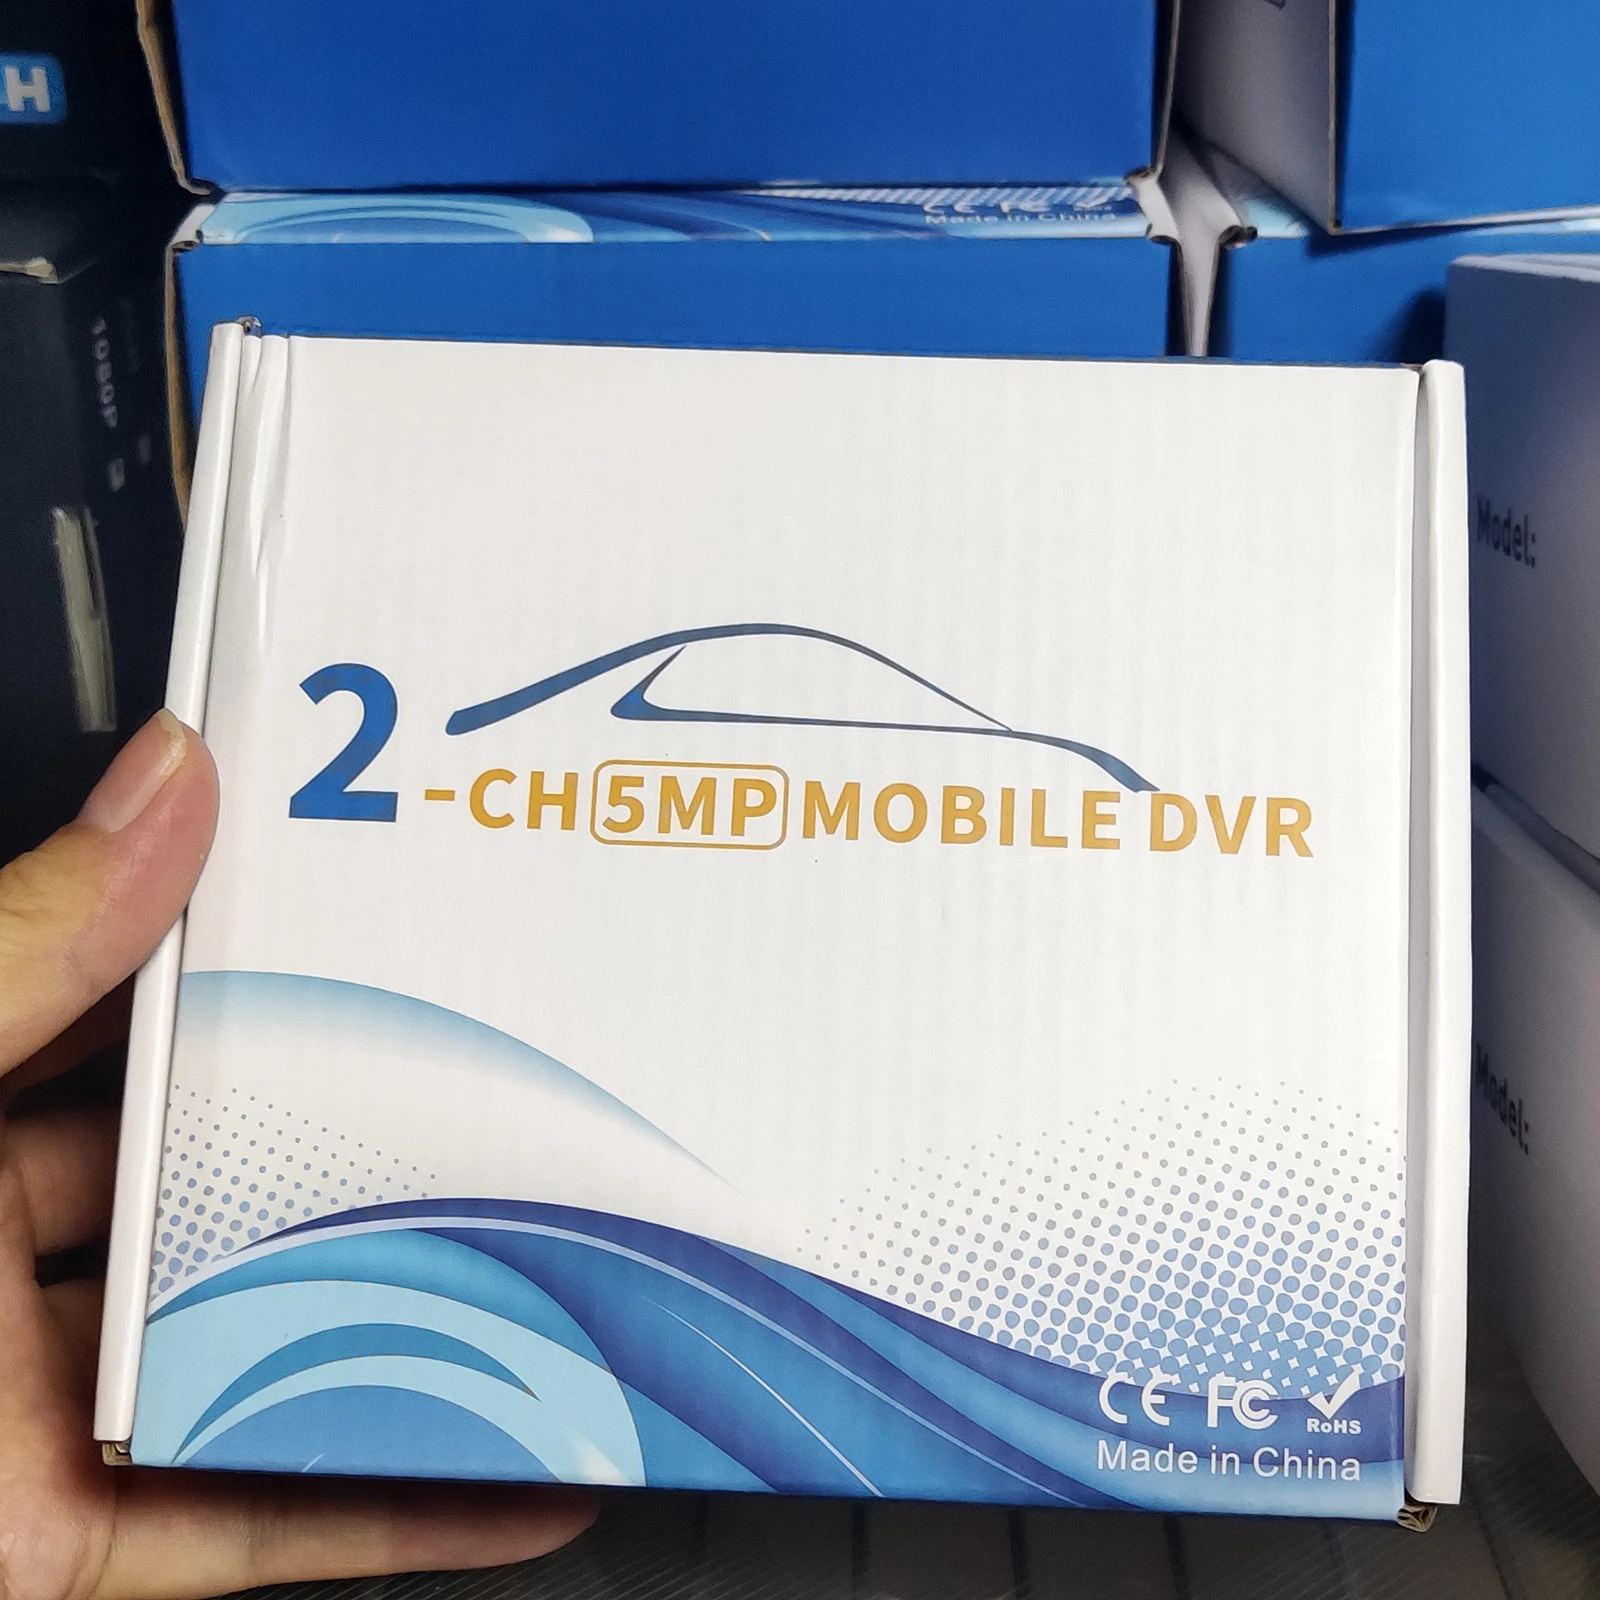 H
Made in China
1080P
Model:
2-CH 5MP MOBILE DVR
Model:
CE FC RoHS
Made in China